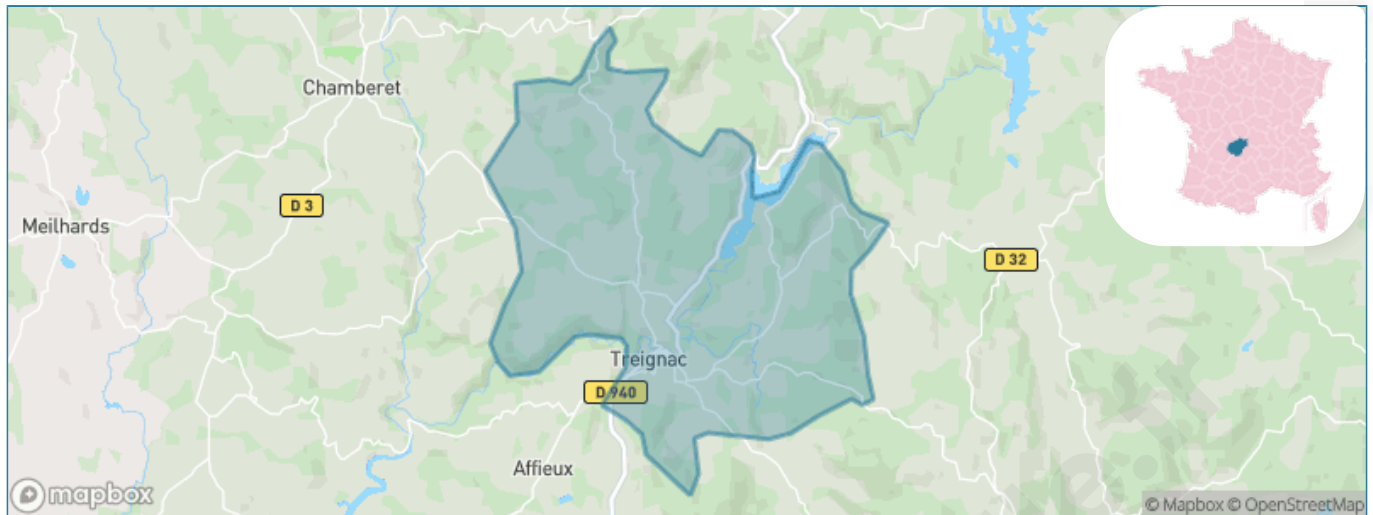 Chamberet
D 3
Meilhards
D 32
Treignac
D 940
Affieux
mapbox
© Mapbox © OpenStreetMap